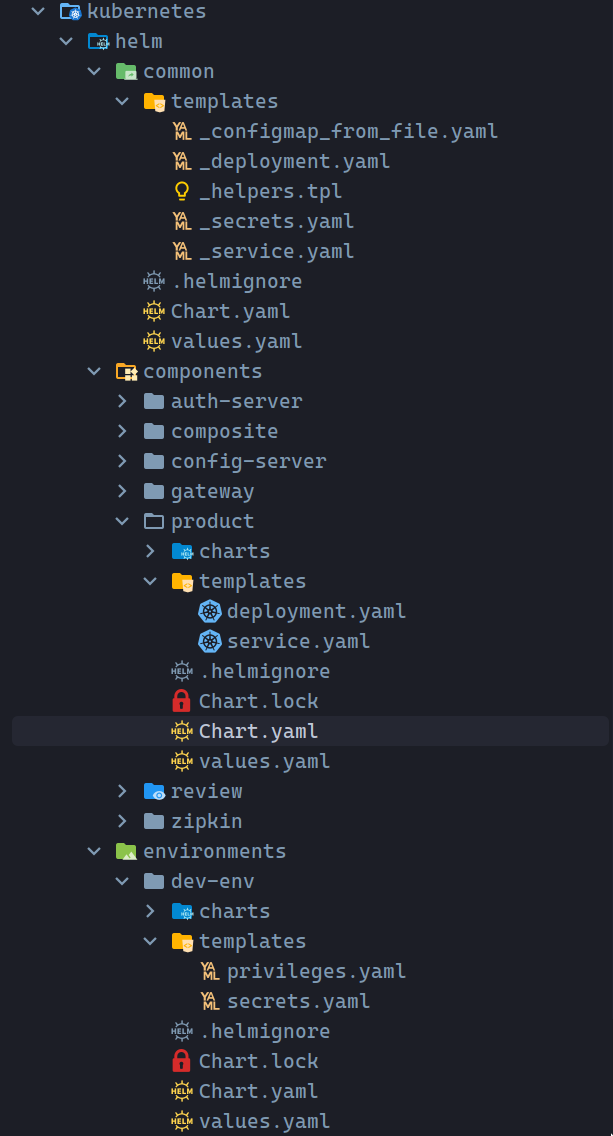 kubernetes
helm
common
templates
_configmap_from_file.yaml
_deployment.yaml
_helpers.tpl
_secrets.yaml
_service.yaml
.helmignore
Chart.yaml
values.yaml
components
auth-server
composite
config-server
gateway
product
charts
templates
deployment.yaml
service.yaml
.helmignore
Chart.lock
Chart.yaml
values.yaml
review
zipkin
environments
dev-env
charts
templates
privileges.yaml
secrets.yaml
.helmignore
Chart.lock
Chart.yaml
values.yaml